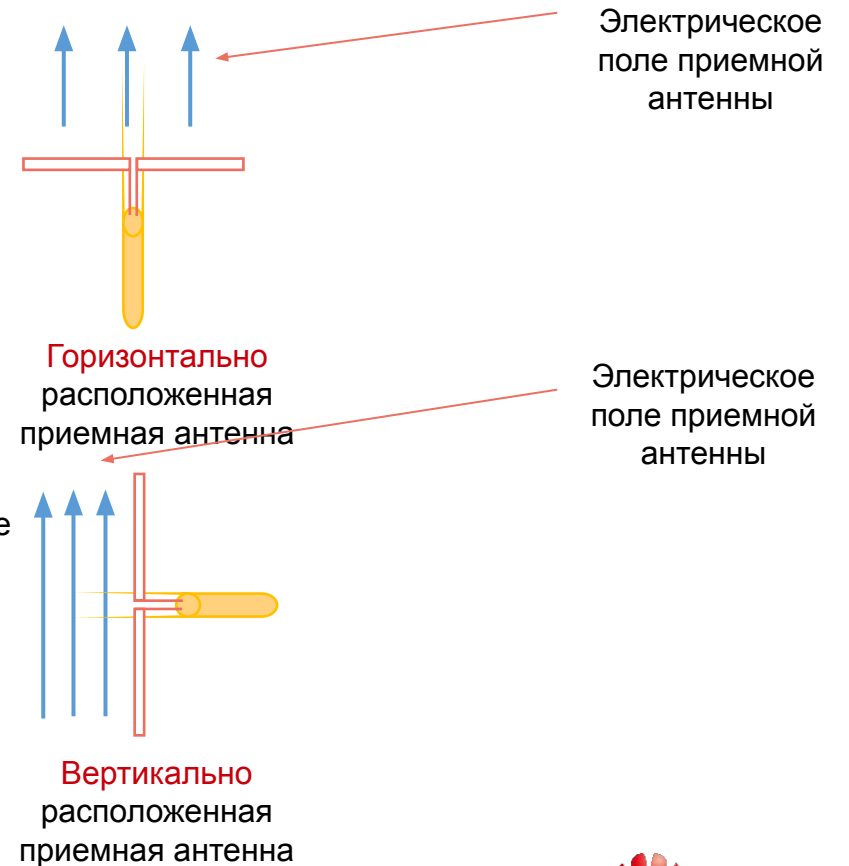 Электрическое
поле приемной
антенны
Горизонтально
расположенная
приемная антенна
Электрическое
поле приемной
антенны
е
Вертикально
расположенная
приемная антенна